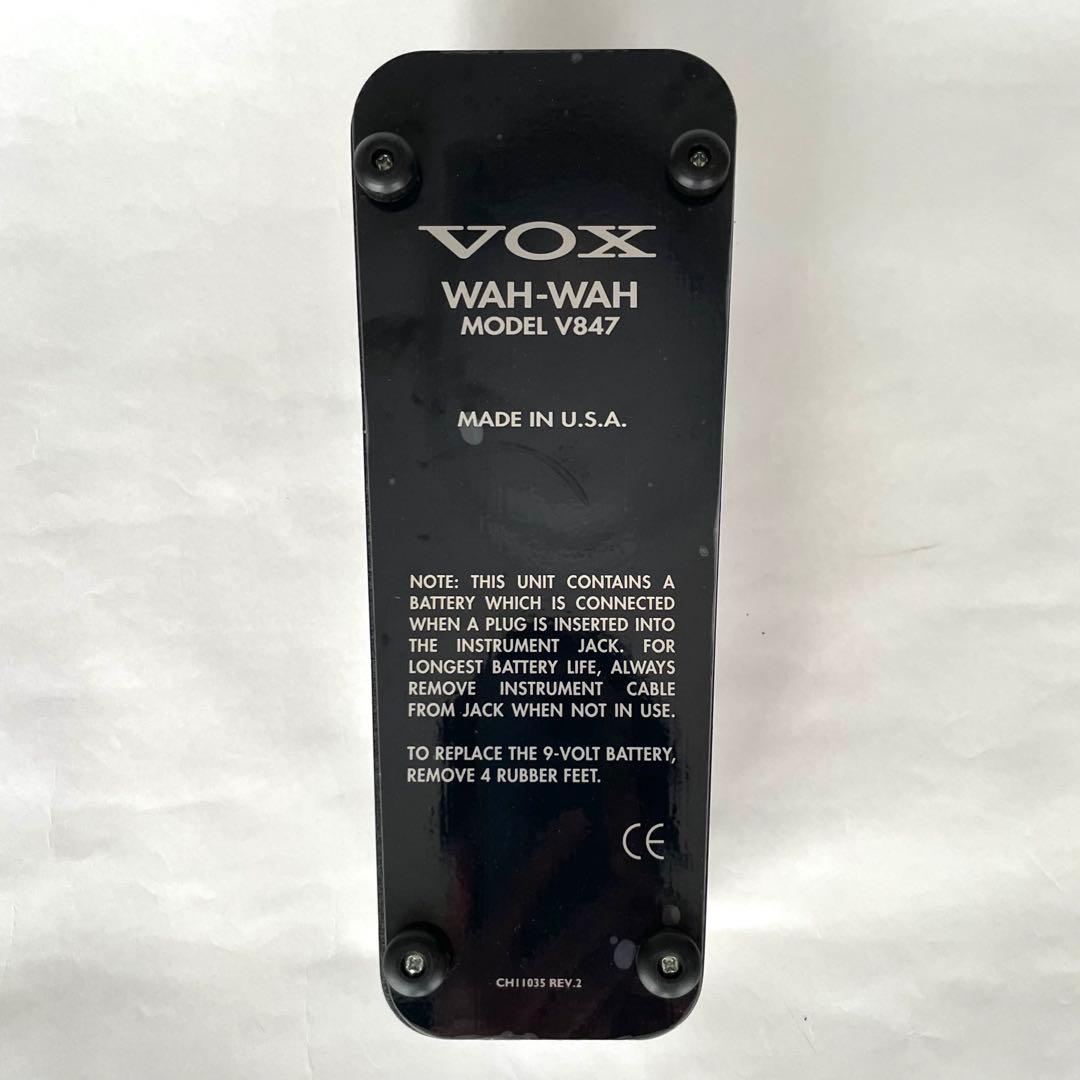 VOX
WAH-WAH
MODEL V847
MADE IN U.S.A.
NOTE: THIS UNIT CONTAINS A
BATTERY WHICH IS CONNECTED
WHEN A PLUG IS INSERTED INTO
THE INSTRUMENT JACK. FOR
LONGEST BATTERY LIFE, ALWAYS
REMOVE INSTRUMENT CABLE
FROM JACK WHEN NOT IN USE.
TO REPLACE THE 9-VOLT BATTERY,
REMOVE 4 RUBBER FEET.
CE
CH11035 REV.2